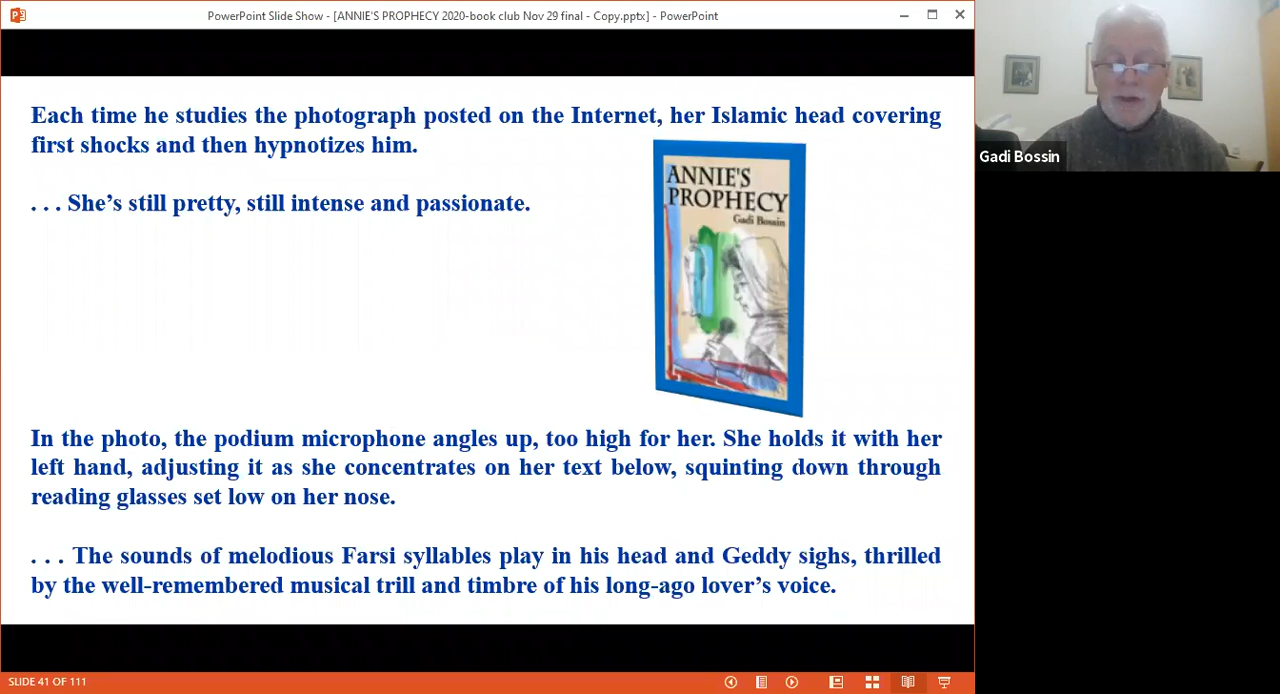 PowerPoint Slide Show - [ANNIE'S PROPHECY 2020-book club Nov 29 final - Copy.pptx] - PowerPoint
Each time he studies the photograph posted on the Internet, her Islamic head covering
first shocks and then hypnotizes him.
. . . She's still pretty, still intense and passionate.
ANNIE'S
PROPHECY
Gadi Bossin
In the photo, the podium microphone angles up, too high for her. She holds it with her
left hand, adjusting it as she concentrates on her text below, squinting down through
reading glasses set low on her nose.
. . . The sounds of melodious Farsi syllables play in his head and Geddy sighs, thrilled
by the well-remembered musical trill and timbre of his long-ago lover's voice.
SLIDE 41 OF 111
Gadi Bossin